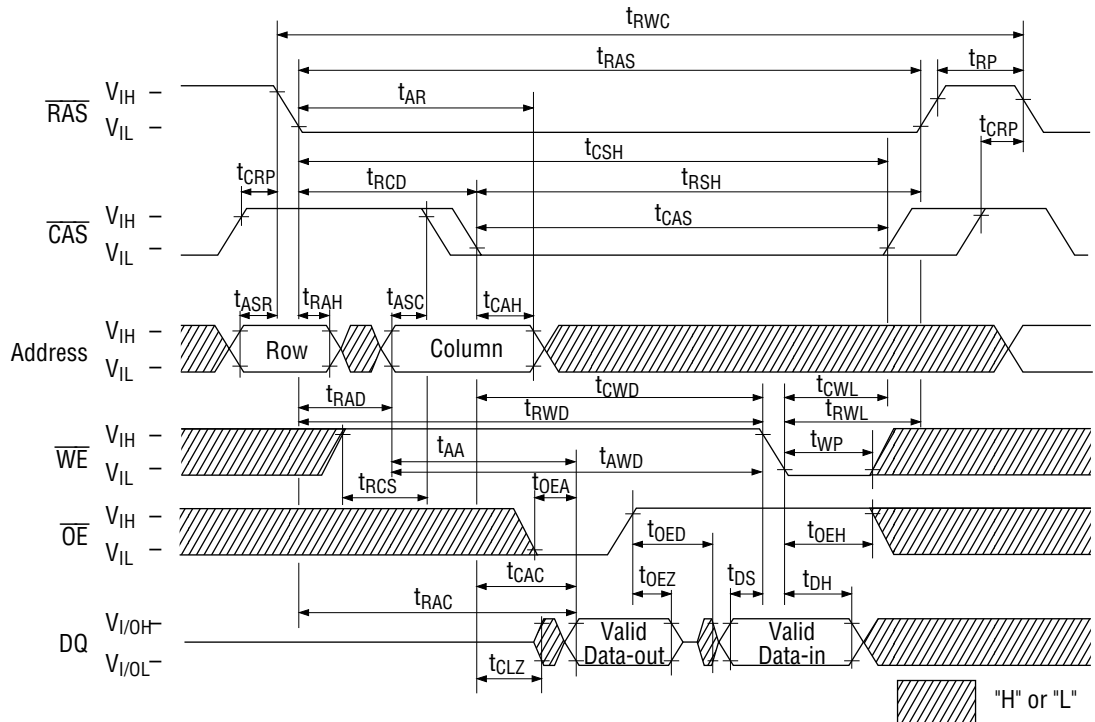 tRWC
tRAS
tRP
tAR
RAS
VIH
VIL
tCRP
tCSH
tCRP
tRCD
tRSH
CAS
VIH
VIL
tCAS
tASR
tRAH
tASC
tCAH
Address
VIH
VIL
Row
Column
tCWD
tCWL
tRAD
tRWD
tRWL
WE
VIH
VIL
tAA
tWP
tAWD
tRCS
tOEA
OE
VIH
VIL
tOED
tOEH
tCAC
tOEZ
tDS
tDH
tRAC
DQ
VI/OH
VI/OL
Valid
Data-out
Valid
Data-in
tCLZ
"H" or "L"